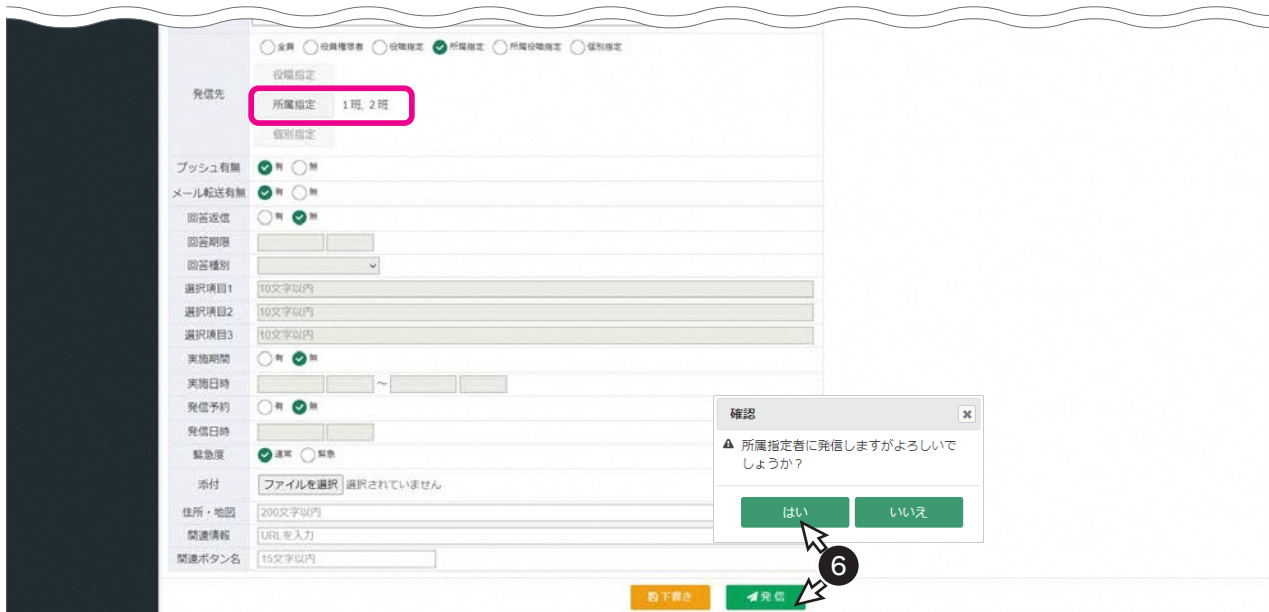 全員 役員権限者 役職指定 所属指定 所属役職指定 個別指定
役職指定
発信先
所属指定 1班, 2班
個別指定
プッシュ有無 有 無
メール転送有無 有 無
回答返信 有 無
回答期限
回答種別
選択項目1 10文字以内
選択項目2 10文字以内
選択項目3 10文字以内
実施期間 有 無
実施日時 ～
発信予約 有 無
発信日時
緊急度 通常 緊急
添付 ファイルを選択 選択されていません
住所・地図 200文字以内
関連情報 URLを入力
関連ボタン名 15文字以内
確認
所属指定者に発信しますがよろしいで
しょうか？
はい いいえ
6
下書き 発信